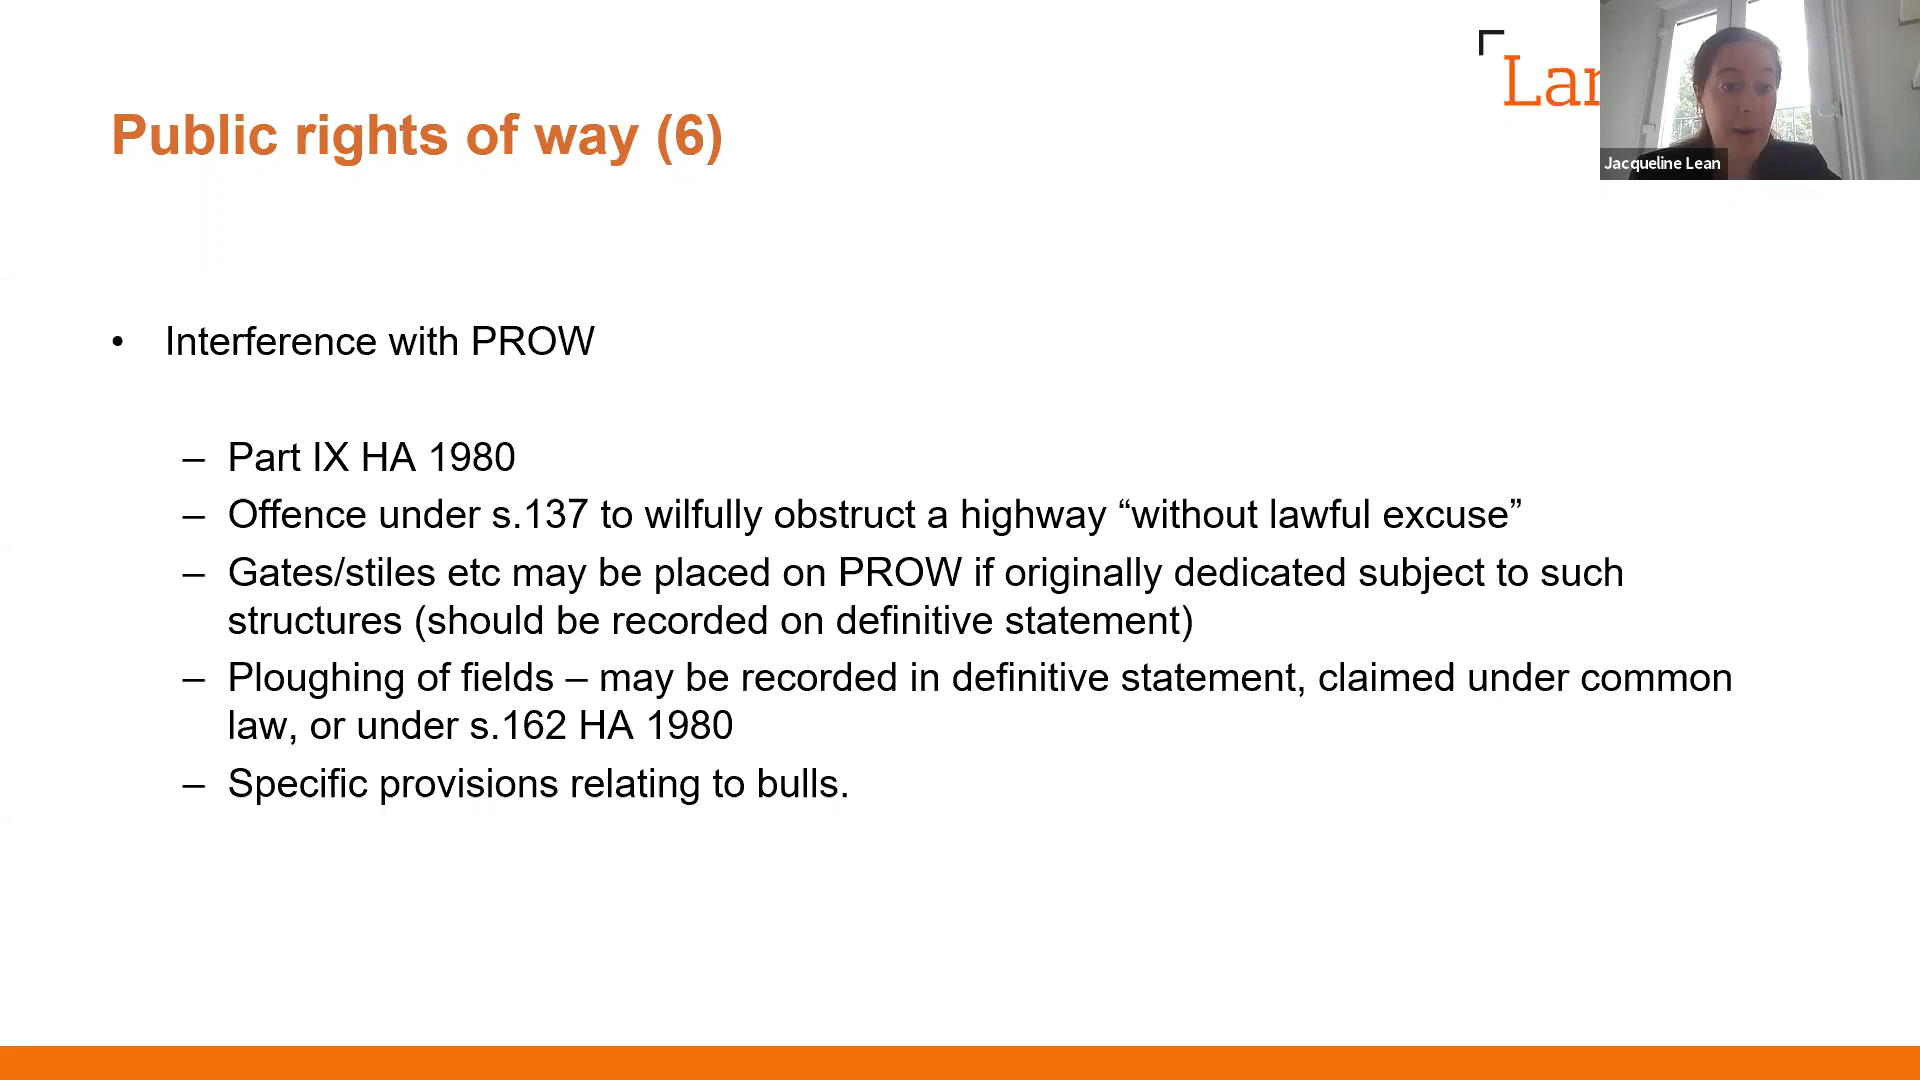 Lar
Jacqueline Lean
Public rights of way (6)
• Interference with PROW
– Part IX HA 1980
– Offence under s.137 to wilfully obstruct a highway “without lawful excuse”
– Gates/stiles etc may be placed on PROW if originally dedicated subject to such
structures (should be recorded on definitive statement)
– Ploughing of fields – may be recorded in definitive statement, claimed under common
law, or under s.162 HA 1980
– Specific provisions relating to bulls.